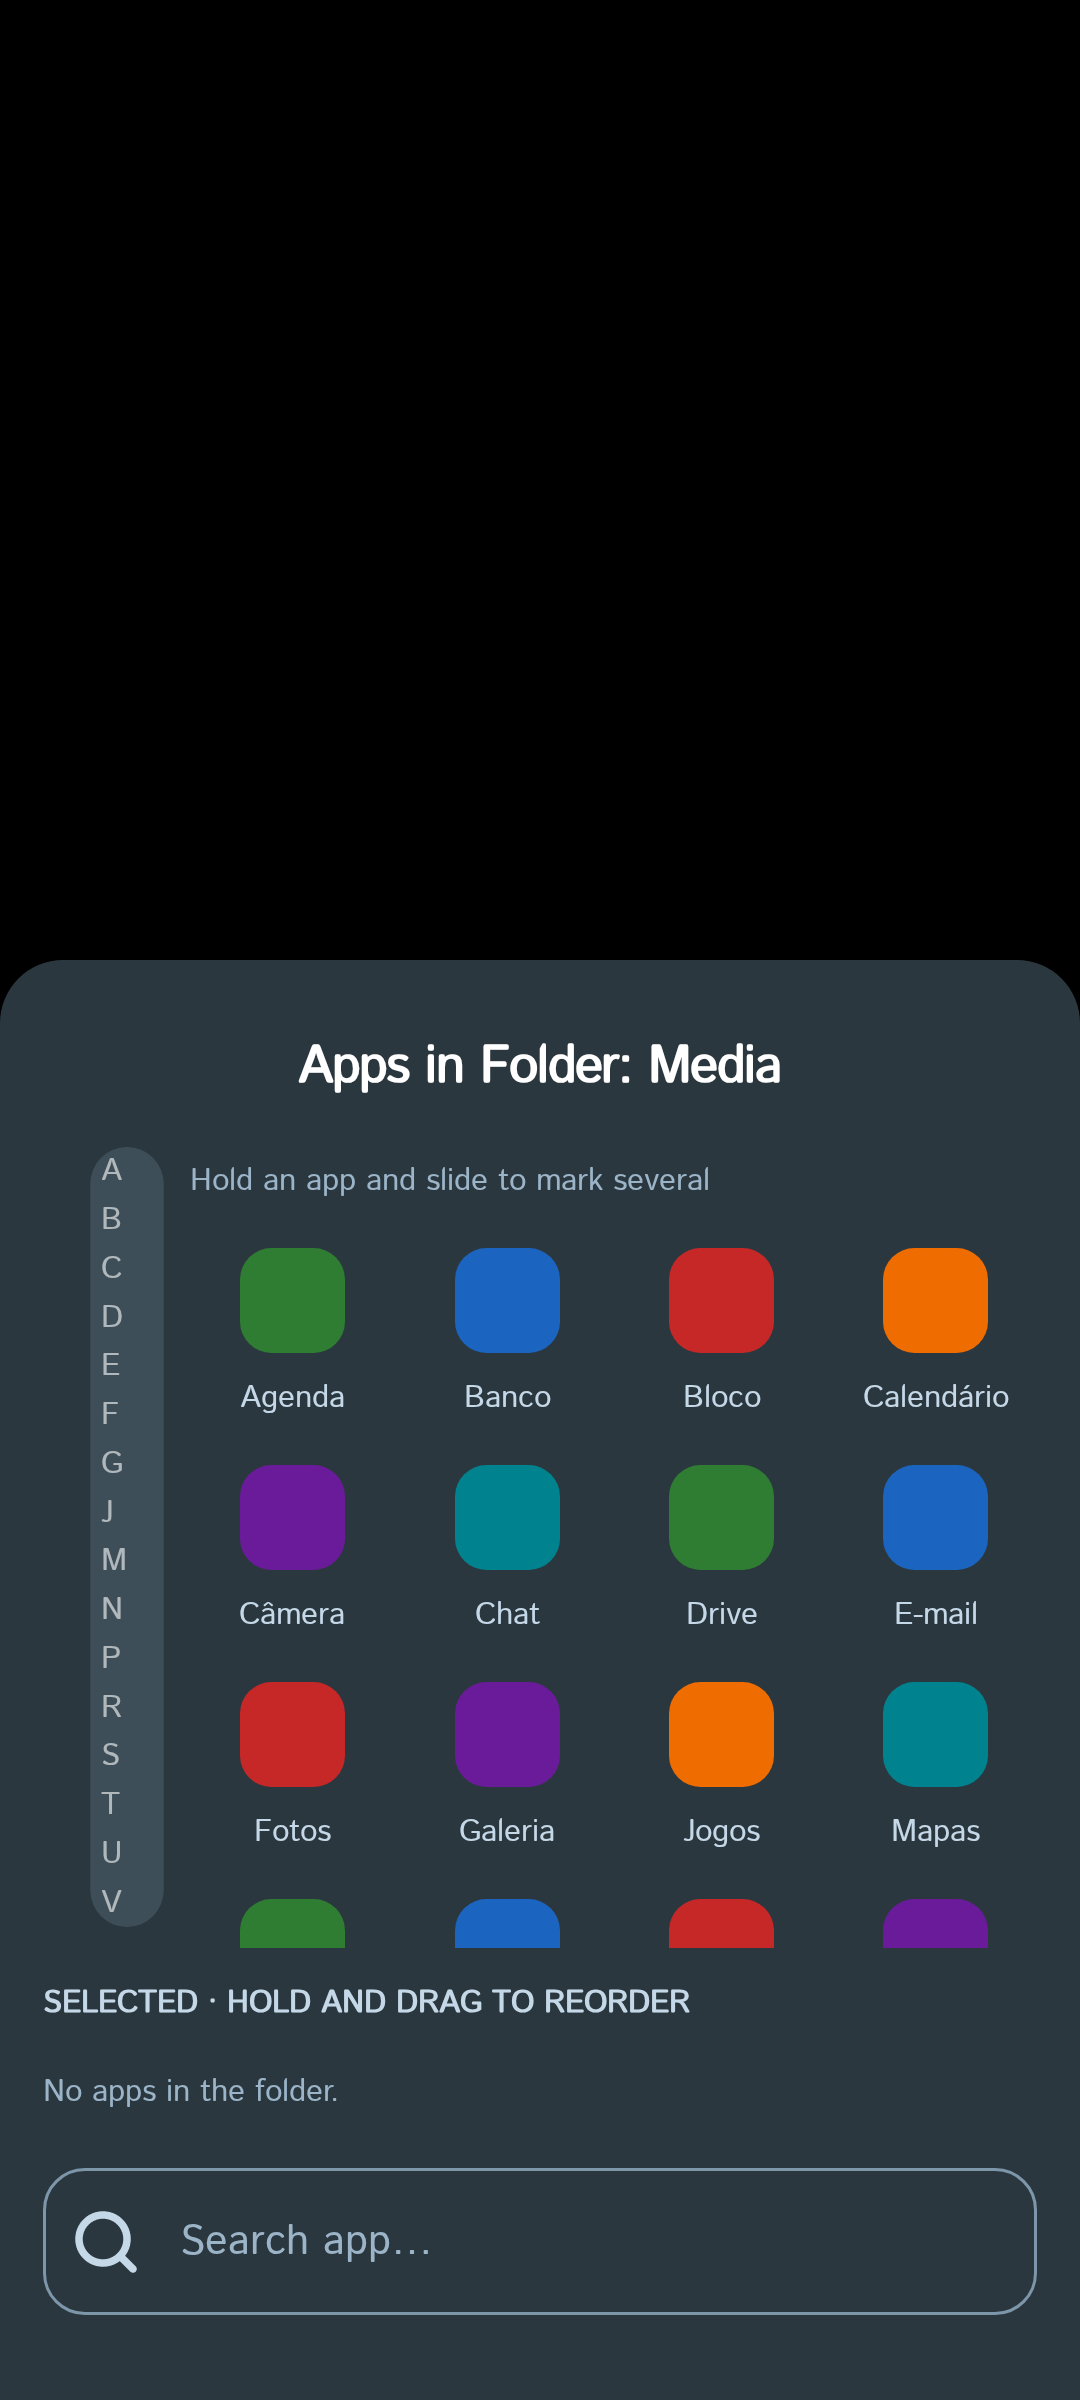 Apps in Folder: Media
Hold an app and slide to mark several
A
B
C
D
E
F
G
J
M
N
P
R
S
T
U
V
Agenda Banco Bloco Calendário
Câmera Chat Drive E-mail
Fotos Galeria Jogos Mapas
SELECTED · HOLD AND DRAG TO REORDER
No apps in the folder.
Search app...